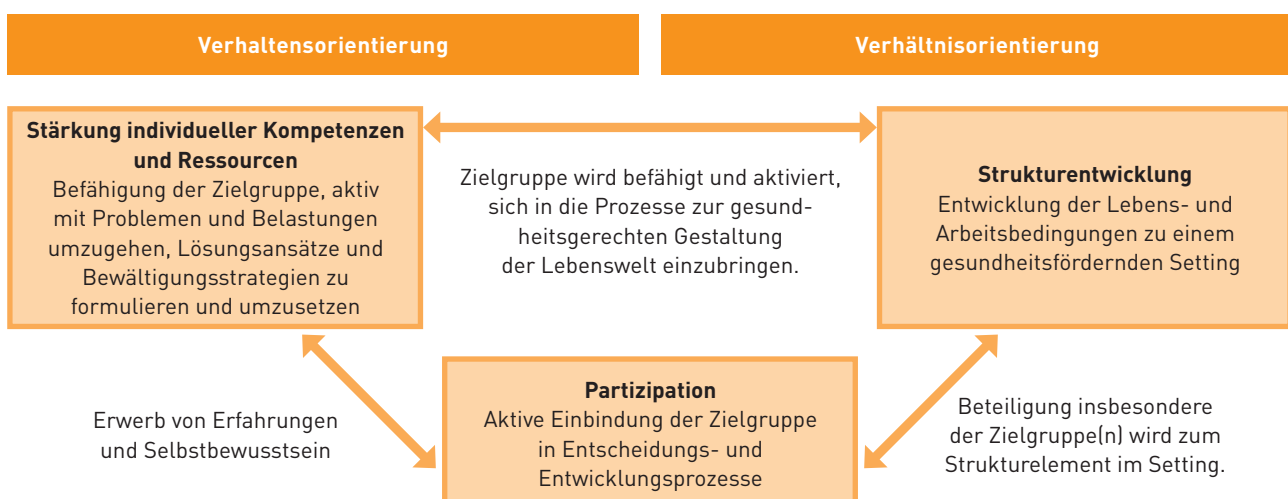 Verhaltensorientierung
Verhältnisorientierung
Stärkung individueller Kompetenzen
und Ressourcen
Befähigung der Zielgruppe, aktiv
mit Problemen und Belastungen
umzugehen, Lösungsansätze und
Bewältigungsstrategien zu
formulieren und umzusetzen
Zielgruppe wird befähigt und aktiviert,
sich in die Prozesse zur gesund-
heitsgerechten Gestaltung
der Lebenswelt einzubringen.
Strukturentwicklung
Entwicklung der Lebens- und
Arbeitsbedingungen zu einem
gesundheitsfördernden Setting
Erwerb von Erfahrungen
und Selbstbewusstsein
Partizipation
Aktive Einbindung der Zielgruppe
in Entscheidungs- und
Entwicklungsprozesse
Beteiligung insbesondere
der Zielgruppe(n) wird zum
Strukturelement im Setting.